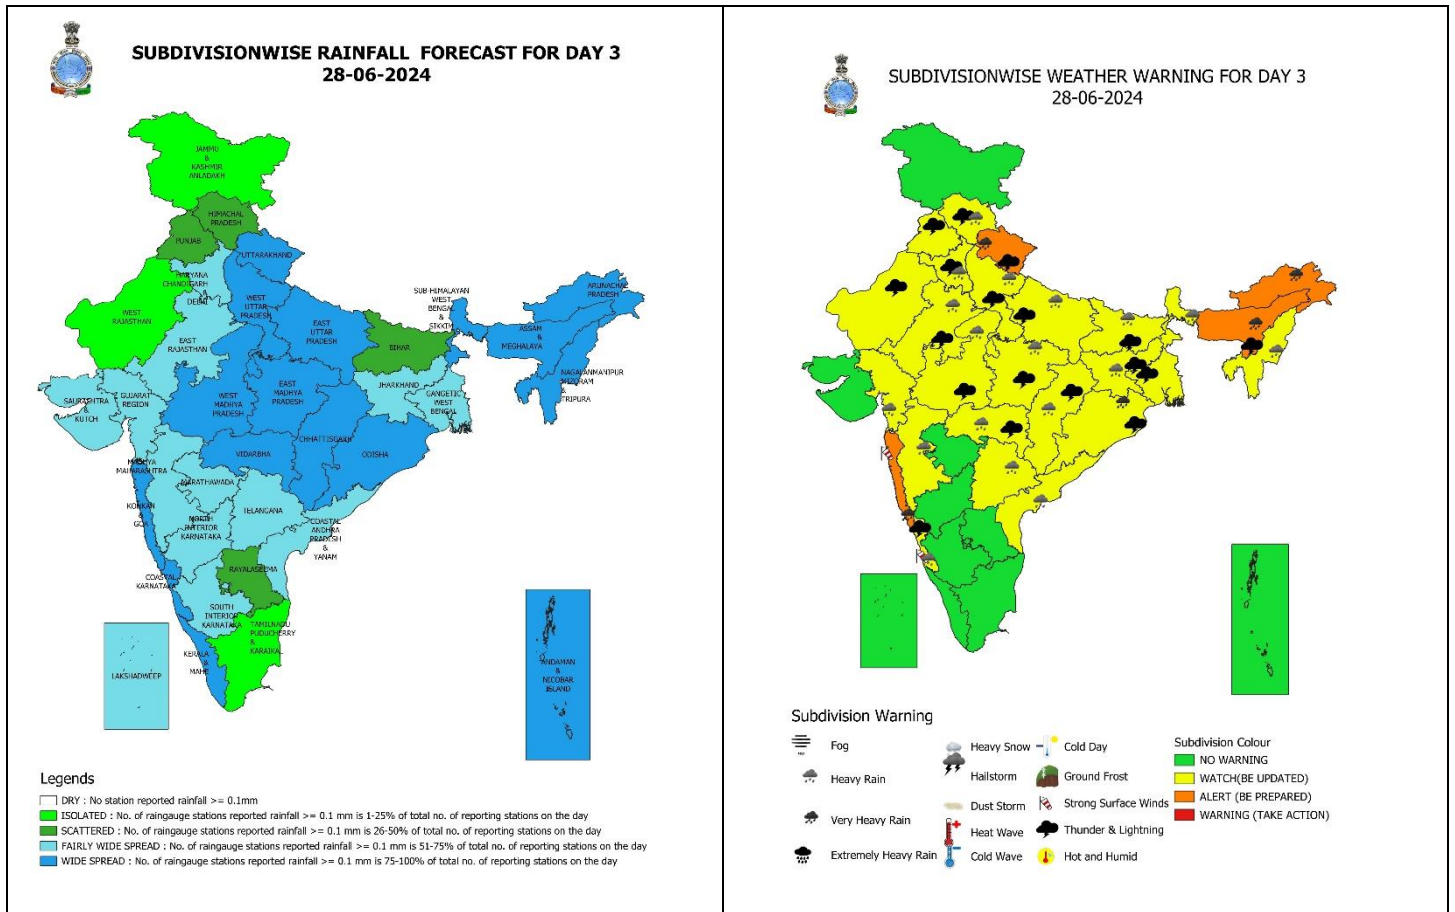 SUBDIVISIONWISE RAINFALL FORECAST FOR DAY 3
28-06-2024
JAMMU
&
KASHMIR
ANLADAKH
HIMACHAL
PRADESH
PUNJAB
UTTARAKHAND
HARYANA
CHANDIGARH
&
DELHI
WEST
RAJASTHAN
WEST
UTTAR
PRADESH
EAST
UTTAR
PRADESH
EAST
RAJASTHAN
BIHAR
SUB-HIMALAYAN
WEST
BENGAL
&
SIKKIM
ARUNACHAL
PRADESH
ASSAM
&
MEGHALAYA
NAGALANMANIPUR
MIZORAM
&
TRIPURA
JHARKHAND
GANGETIC
WEST
BENGAL
SAURASHTRA
&
KUTCH
GUJARAT
REGION
WEST
MADHYA
PRADESH
EAST
MADHYA
PRADESH
CHHATTISGARH
ODISHA
VIDARBHA
MADHYA
MAHARASHTRA
MARATHAWADA
KONKAN
&
GOA
NORTH
INTERIOR
KARNATAKA
TELANGANA
COASTAL
ANDHRA
PRADESH
&
YANAM
RAYALASEEMA
COASTAL
KARNATAKA
SOUTH
INTERIOR
KARNATAKA
TAMILNADU
PUDUCHERRY
&
KARAIKAL
KERALA
&
MAHE
LAKSHADWEEP
ANDAMAN
&
NICOBAR
ISLAND
Legends
DRY : No station reported rainfall >= 0.1mm
ISOLATED : No. of raingauge stations reported rainfall >= 0.1 mm is 1-25% of total no. of reporting stations on the day
SCATTERED : No. of raingauge stations reported rainfall >= 0.1 mm is 26-50% of total no. of reporting stations on the day
FAIRLY WIDE SPREAD : No. of raingauge stations reported rainfall >= 0.1 mm is 51-75% of total no. of reporting stations on the day
WIDE SPREAD : No. of raingauge stations reported rainfall >= 0.1 mm is 75-100% of total no. of reporting stations on the day
SUBDIVISIONWISE WEATHER WARNING FOR DAY 3
28-06-2024
Subdivision Warning
Fog
Heavy Rain
Very Heavy Rain
Extremely Heavy Rain
Heavy Snow
Hailstorm
Dust Storm
Heat Wave
Cold Wave
Cold Day
Ground Frost
Strong Surface Winds
Thunder & Lightning
Hot and Humid
Subdivision Colour
NO WARNING
WATCH(BE UPDATED)
ALERT (BE PREPARED)
WARNING (TAKE ACTION)